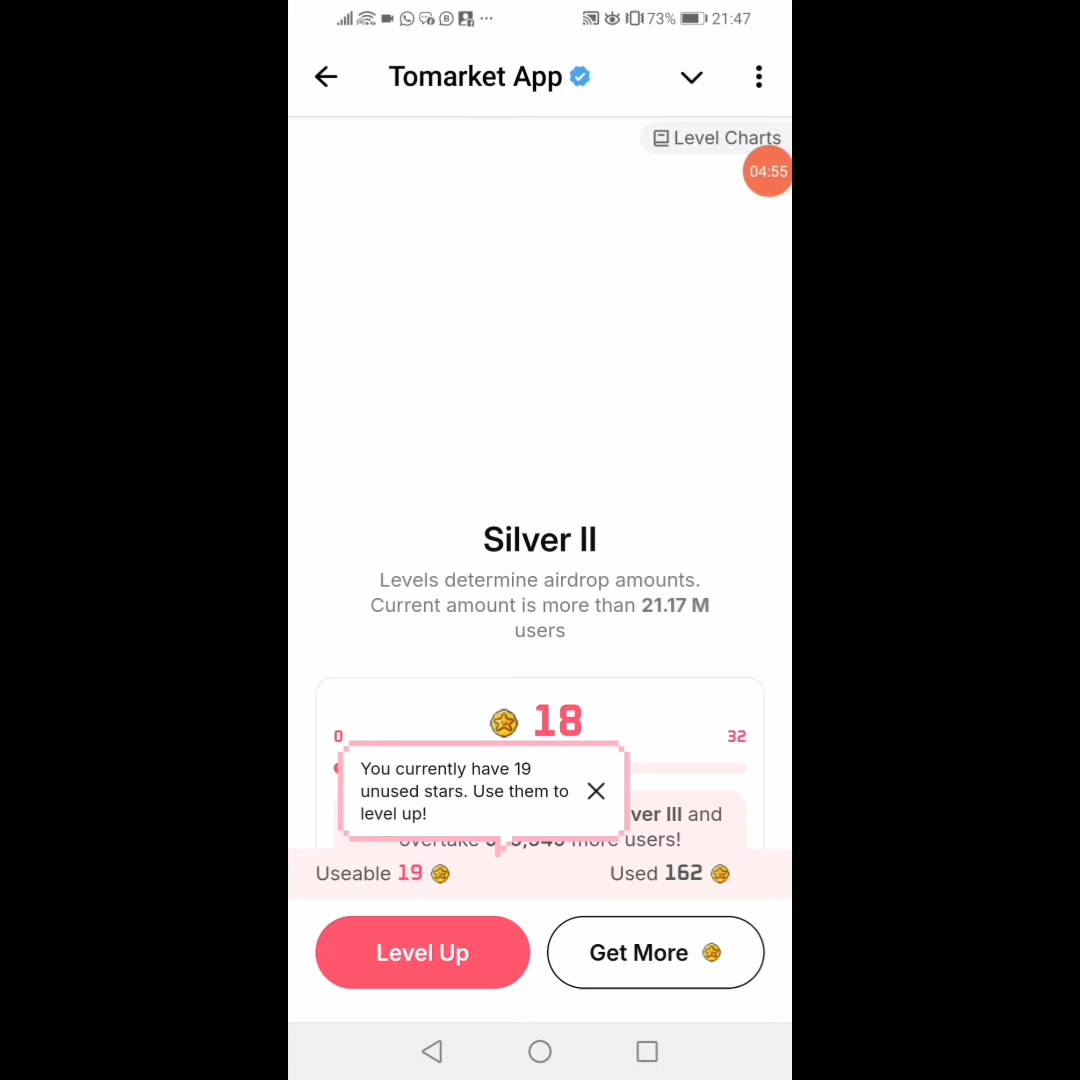 73% 21:47
Tomarket App
Level Charts
04:55
Silver II
Levels determine airdrop amounts.
Current amount is more than 21.17 M
users
18
0 32
You currently have 19
unused stars. Use them to
level up!
ver III and
overtake more users!
Useable 19 Used 162
Level Up Get More